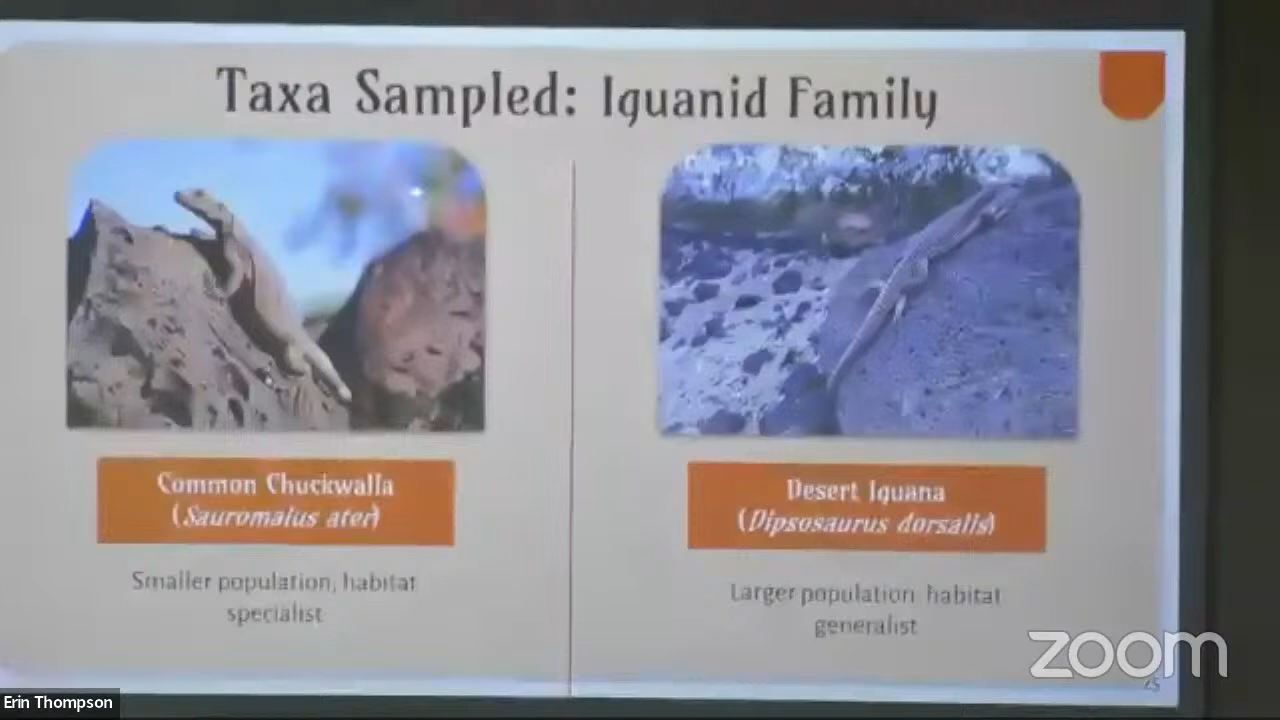 Taxa Sampled: Iguanid Family
Common Chuckwalla
(Sauromalus ater)
Smaller population, habitat
specialist
Desert Iguana
(Dipsosaurus dorsalis)
Larger population habitat
generalist
zoom
Erin Thompson